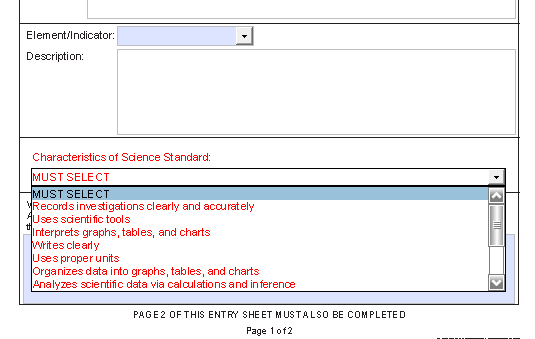 Element/Indicator:
Description:
Characteristics of Science Standard:
MUST SELECT
MUST SELECT
Records investigations clearly and accurately
Uses scientific tools
Interprets graphs, tables, and charts
Writes clearly
Uses proper units
Organizes data into graphs, tables, and charts
Analyzes scientific data via calculations and inference
PAGE 2 OF THIS ENTRY SHEET MUST ALSO BE COMPLETED
Page 1 of 2